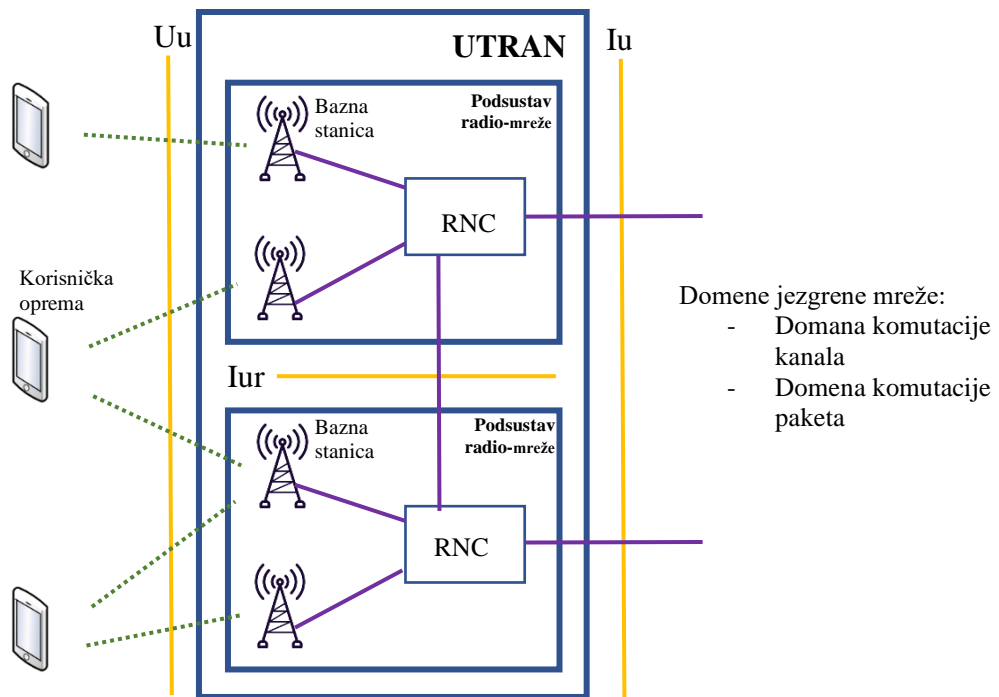 Uu
UTRAN
Iu
Bazna
stanica
Podsustav
radio-mreže
RNC
Korisnička
oprema
Domene jezgrene mreže:
- Domana komutacije
kanala
- Domena komutacije
paketa
Iur
Bazna
stanica
Podsustav
radio-mreže
RNC